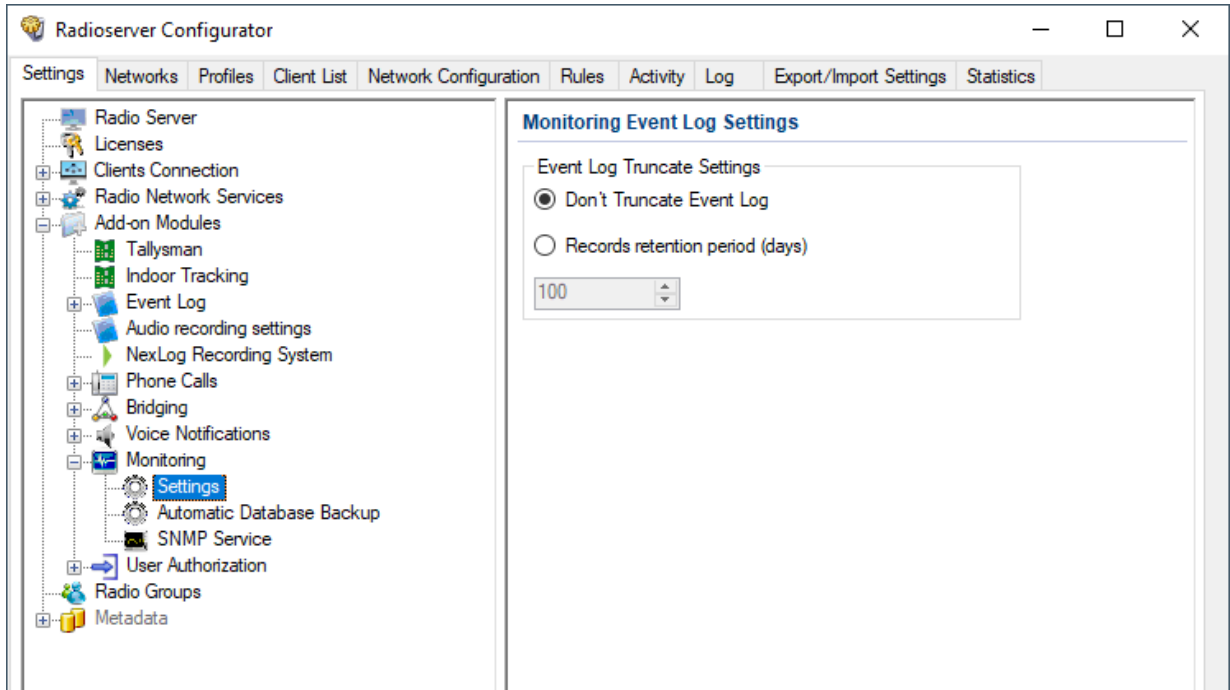 Radioserver Configurator
Settings Networks Profiles Client List Network Configuration Rules Activity Log Export/Import Settings Statistics
Radio Server
Licenses
Clients Connection
Radio Network Services
Add-on Modules
Tallysman
Indoor Tracking
Event Log
Audio recording settings
NexLog Recording System
Phone Calls
Bridging
Voice Notifications
Monitoring
Settings
Automatic Database Backup
SNMP Service
User Authorization
Radio Groups
Metadata
Monitoring Event Log Settings
Event Log Truncate Settings
Don't Truncate Event Log
Records retention period (days)
100